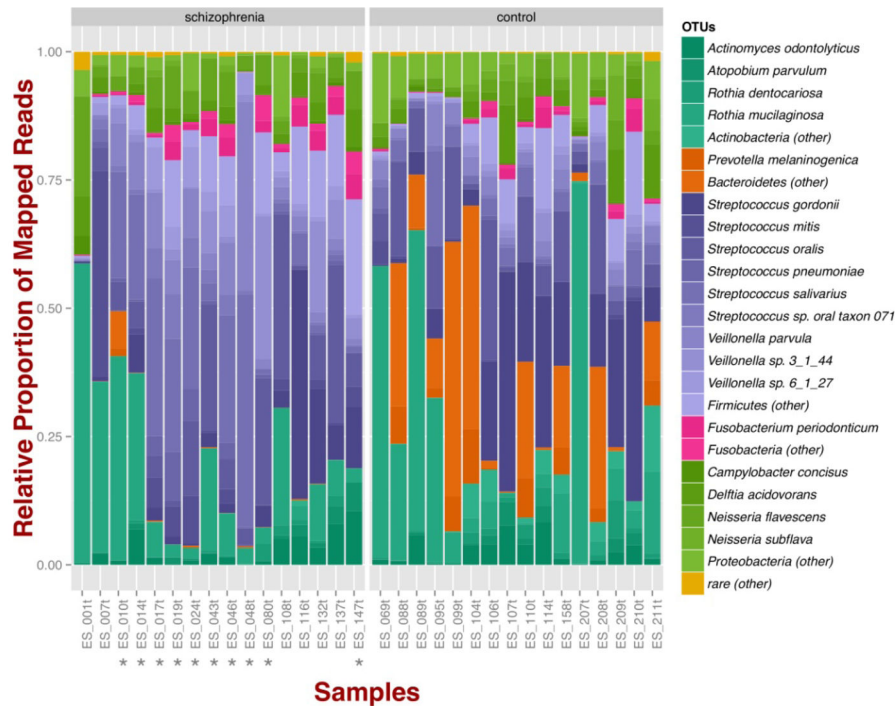 schizophrenia
control
Relative Proportion of Mapped Reads
1.00
0.75
0.50
0.25
0.00
ES_001t
ES_007t
ES_010t
ES_014t
ES_017t
ES_019t
ES_024t
ES_043t
ES_046t
ES_048t
ES_080t
ES_108t
ES_116t
ES_132t
ES_137t
ES_147t
ES_069t
ES_088t
ES_089t
ES_095t
ES_099t
ES_104t
ES_106t
ES_107t
ES_110t
ES_114t
ES_158t
ES_207t
ES_208t
ES_209t
ES_210t
ES_211t
* * * * * * * * * *
Samples
OTUs
Actinomyces odontolyticus
Atopobium parvulum
Rothia dentocariosa
Rothia mucilaginosa
Actinobacteria (other)
Prevotella melaninogenica
Bacteroidetes (other)
Streptococcus gordonii
Streptococcus mitis
Streptococcus oralis
Streptococcus pneumoniae
Streptococcus salivarius
Streptococcus sp. oral taxon 071
Veillonella parvula
Veillonella sp. 3_1_44
Veillonella sp. 6_1_27
Firmicutes (other)
Fusobacterium periodonticum
Fusobacteria (other)
Campylobacter concisus
Delftia acidovorans
Neisseria flavescens
Neisseria subflava
Proteobacteria (other)
rare (other)